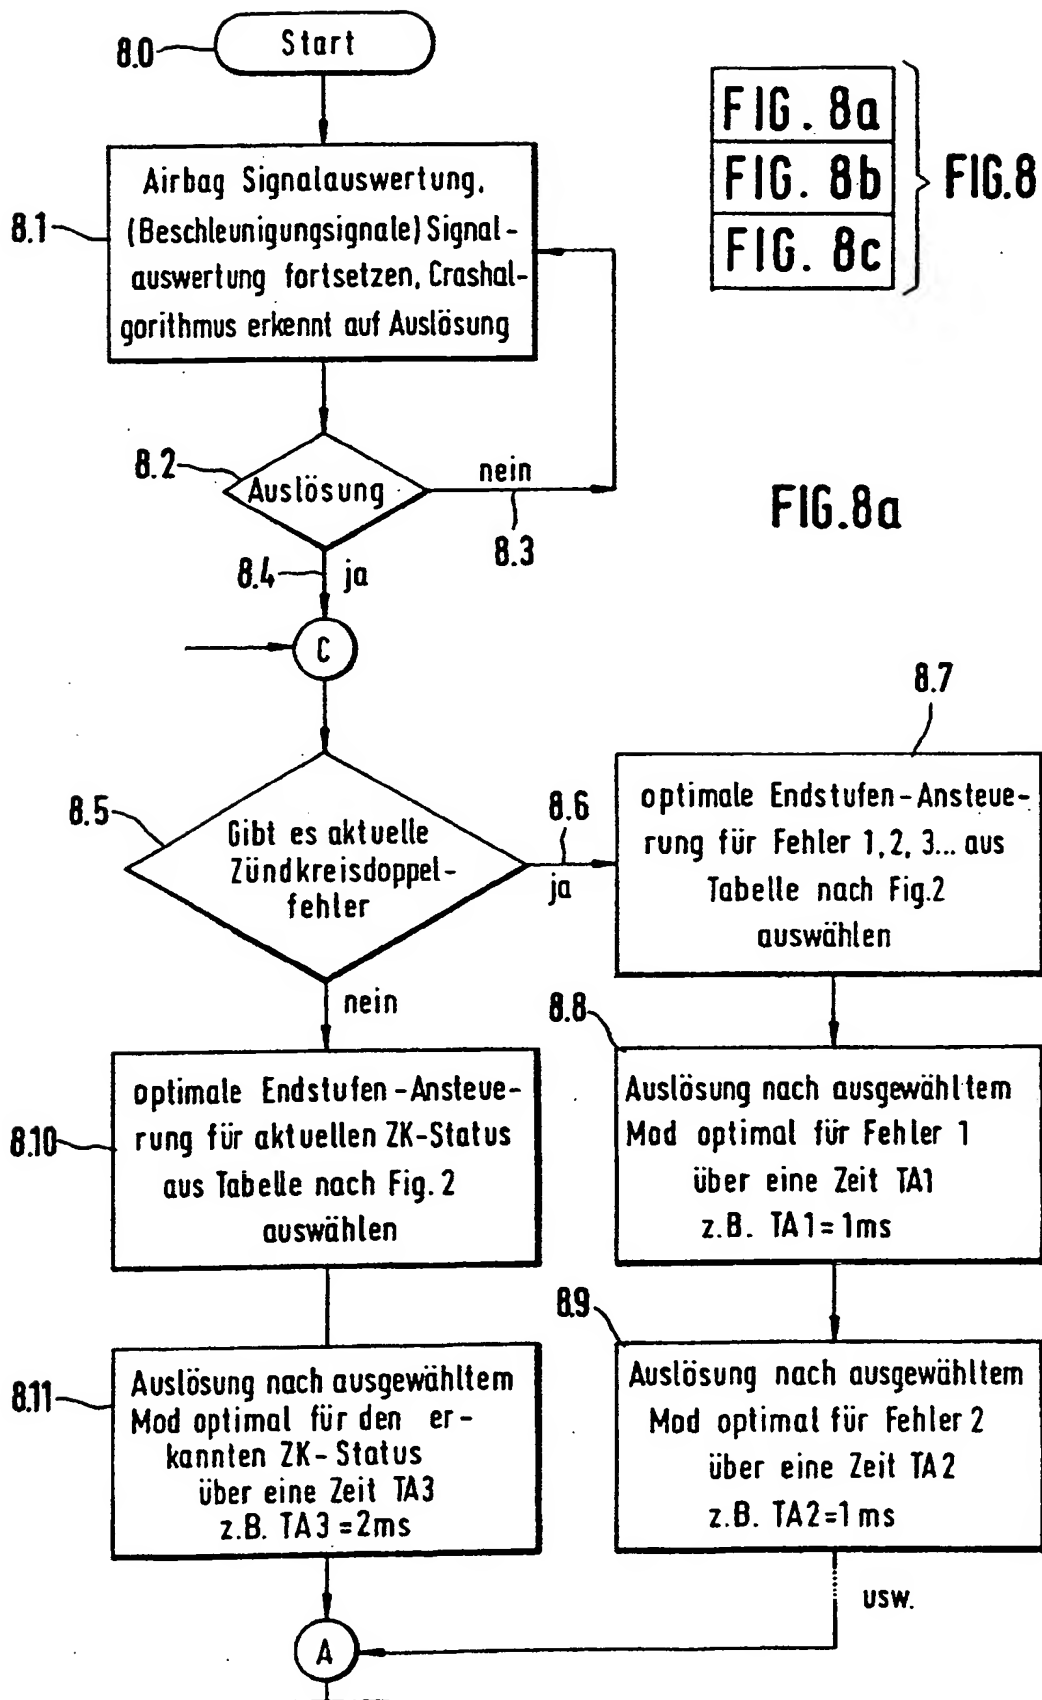 8.0
Start
FIG. 8a
FIG. 8b
FIG. 8c
FIG.8
8.1
Airbag Signalauswertung,
(Beschleunigungsignale) Signal-
auswertung fortsetzen, Crashal-
gorithmus erkennt auf Auslösung
8.2
Auslösung
nein
8.3
FIG.8a
8.4
ja
C
8.5
Gibt es aktuelle
Zündkreisdoppel-
fehler
8.6
ja
8.7
optimale Endstufen-Ansteue-
rung für Fehler 1, 2, 3... aus
Tabelle nach Fig.2
auswählen
nein
8.8
Auslösung nach ausgewähltem
Mod optimal für Fehler 1
über eine Zeit TA1
z.B. TA1=1ms
8.10
optimale Endstufen-Ansteue-
rung für aktuellen ZK-Status
aus Tabelle nach Fig. 2
auswählen
8.9
Auslösung nach ausgewähltem
Mod optimal für Fehler 2
über eine Zeit TA2
z.B. TA2=1ms
8.11
Auslösung nach ausgewähltem
Mod optimal für den er-
kannten ZK-Status
über eine Zeit TA3
z.B. TA3=2ms
usw.
A